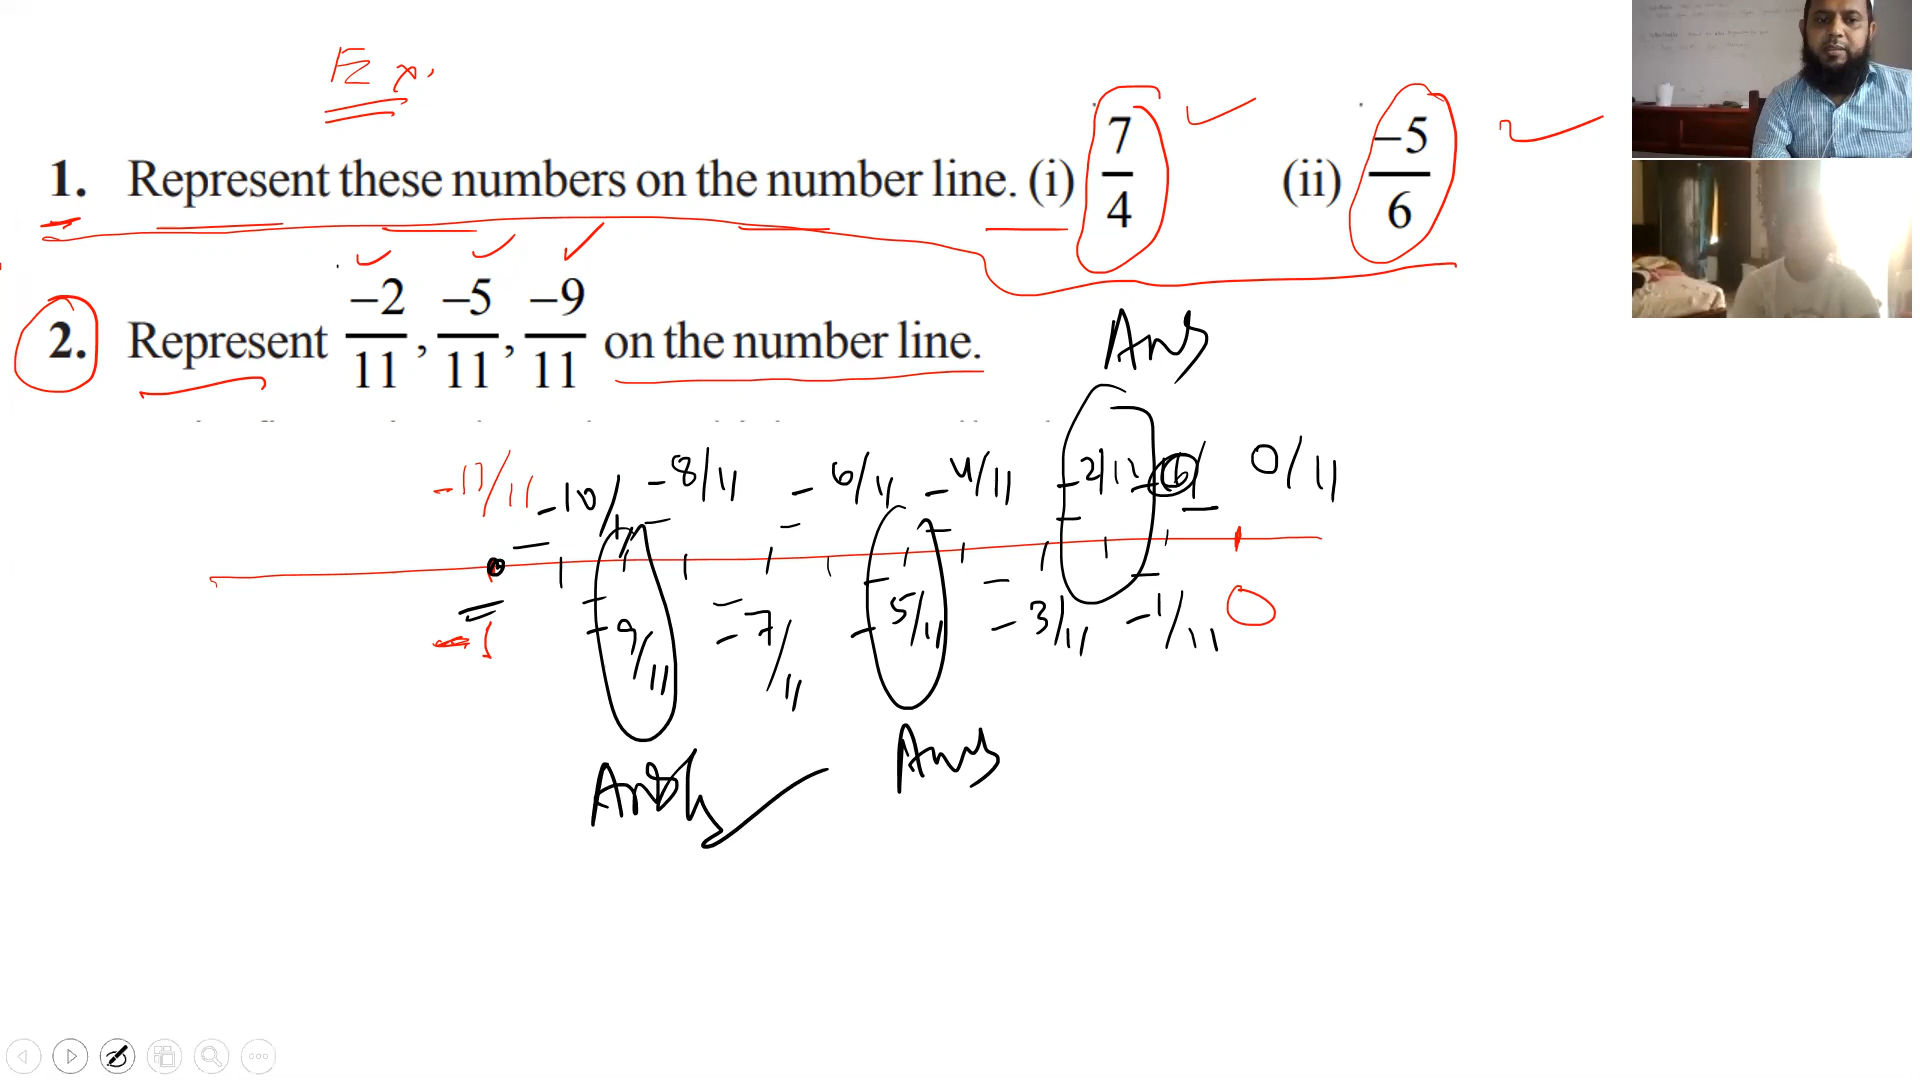 Ex.
1. Represent these numbers on the number line. (i) 7/4 (ii) -5/6
2. Represent -2/11, -5/11, -9/11 on the number line.
Ans
-11/11 -10/11 -8/11 -6/11 -4/11 -2/11 0/11
-1 -9/11 -7/11 -5/11 -3/11 -1/11 0
Ans